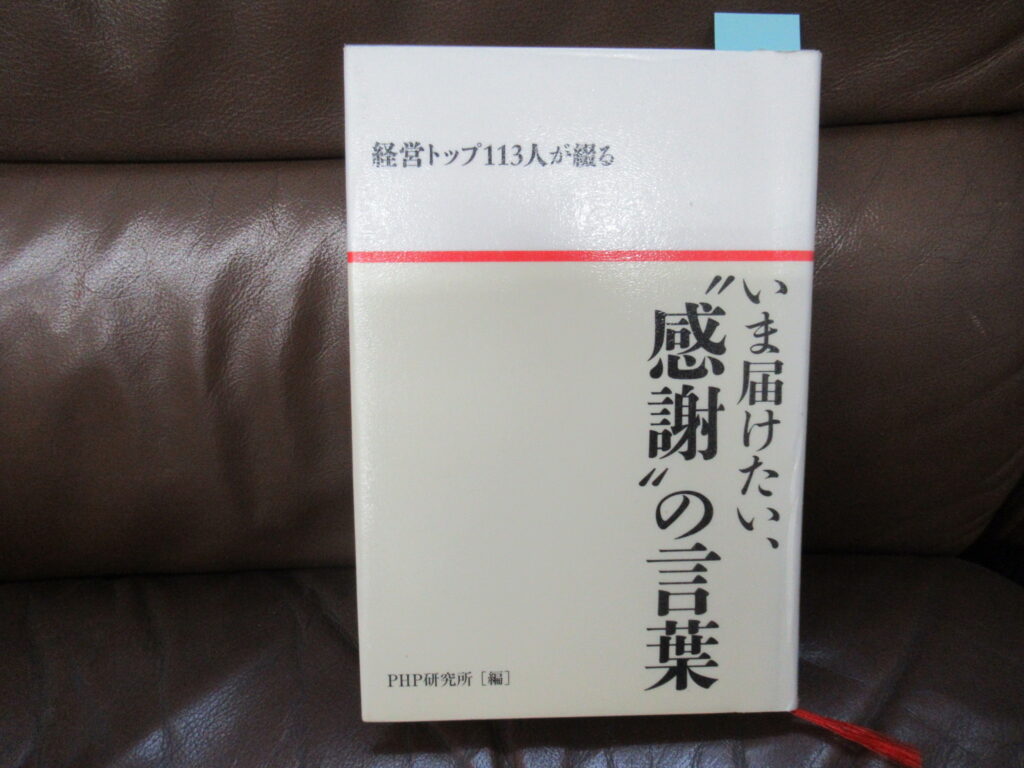 経営トップ113人が綴る
いま届けたい、
〝感謝〟の言葉
PHP研究所［編］